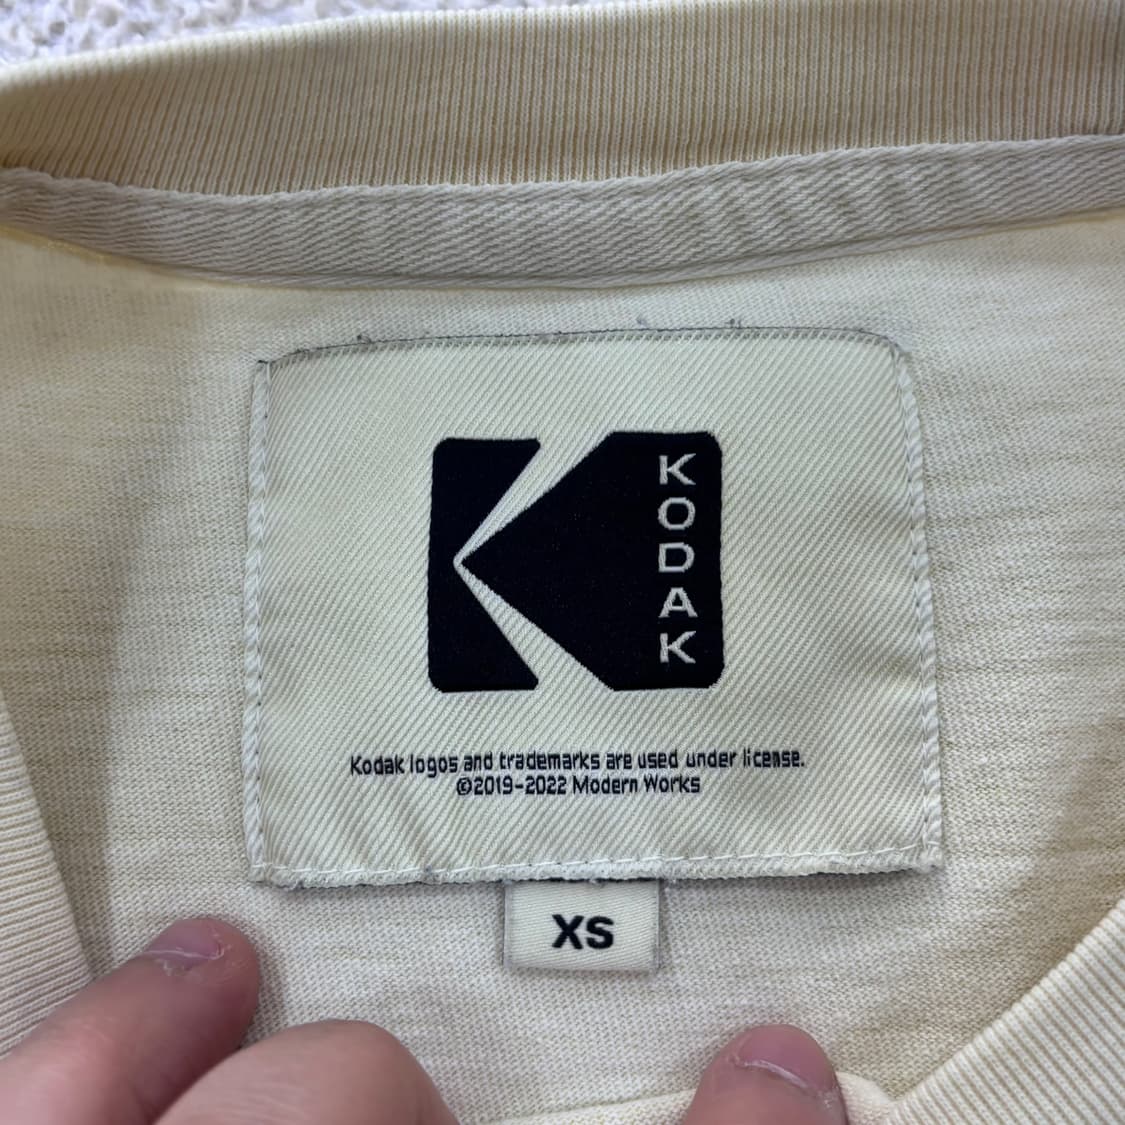 KODAK
Kodak logos and trademarks are used under license.
©2019-2022 Modern Works
XS